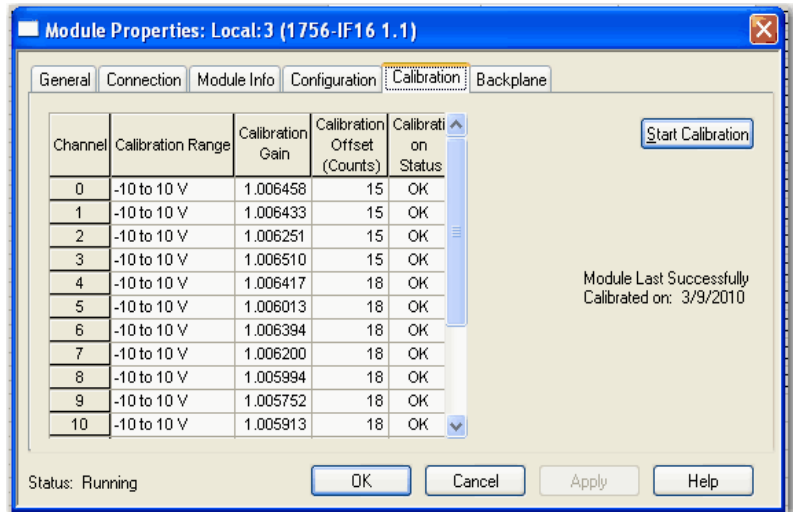 Module Properties: Local:3 (1756-IF16 1.1)
General Connection Module Info Configuration Calibration Backplane
Channel Calibration Range Calibration Gain Calibration Offset (Counts) Calibrati on Status
Start Calibration
0 -10 to 10 V 1.006458 15 OK
1 -10 to 10 V 1.006433 15 OK
2 -10 to 10 V 1.006251 15 OK
3 -10 to 10 V 1.006510 15 OK
4 -10 to 10 V 1.006417 18 OK
5 -10 to 10 V 1.006013 18 OK
6 -10 to 10 V 1.006394 18 OK
7 -10 to 10 V 1.006200 18 OK
8 -10 to 10 V 1.005994 18 OK
9 -10 to 10 V 1.005752 18 OK
10 -10 to 10 V 1.005913 18 OK
Module Last Successfully
Calibrated on: 3/9/2010
Status: Running
OK Cancel Apply Help